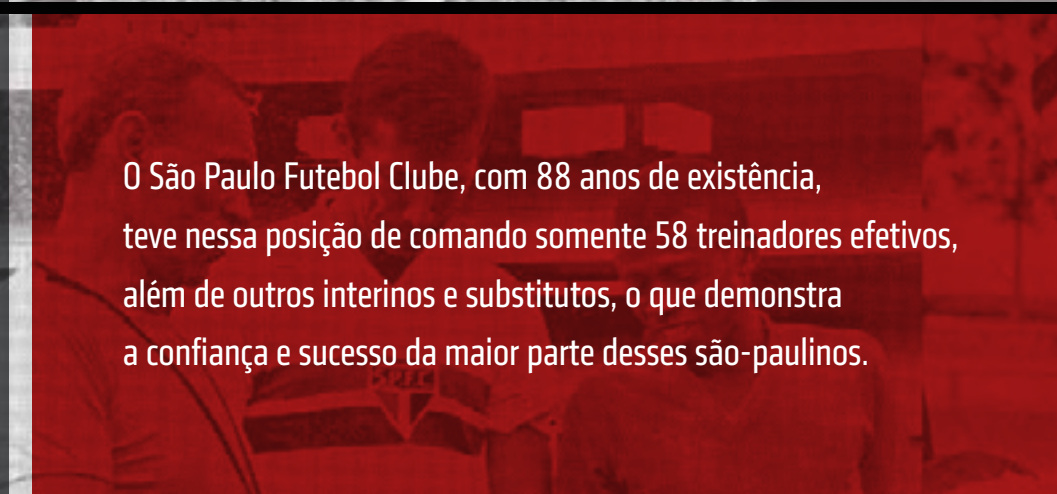 O São Paulo Futebol Clube, com 88 anos de existência,
teve nessa posição de comando somente 58 treinadores efetivos,
além de outros interinos e substitutos, o que demonstra
a confiança e sucesso da maior parte desses são-paulinos.
SPFC